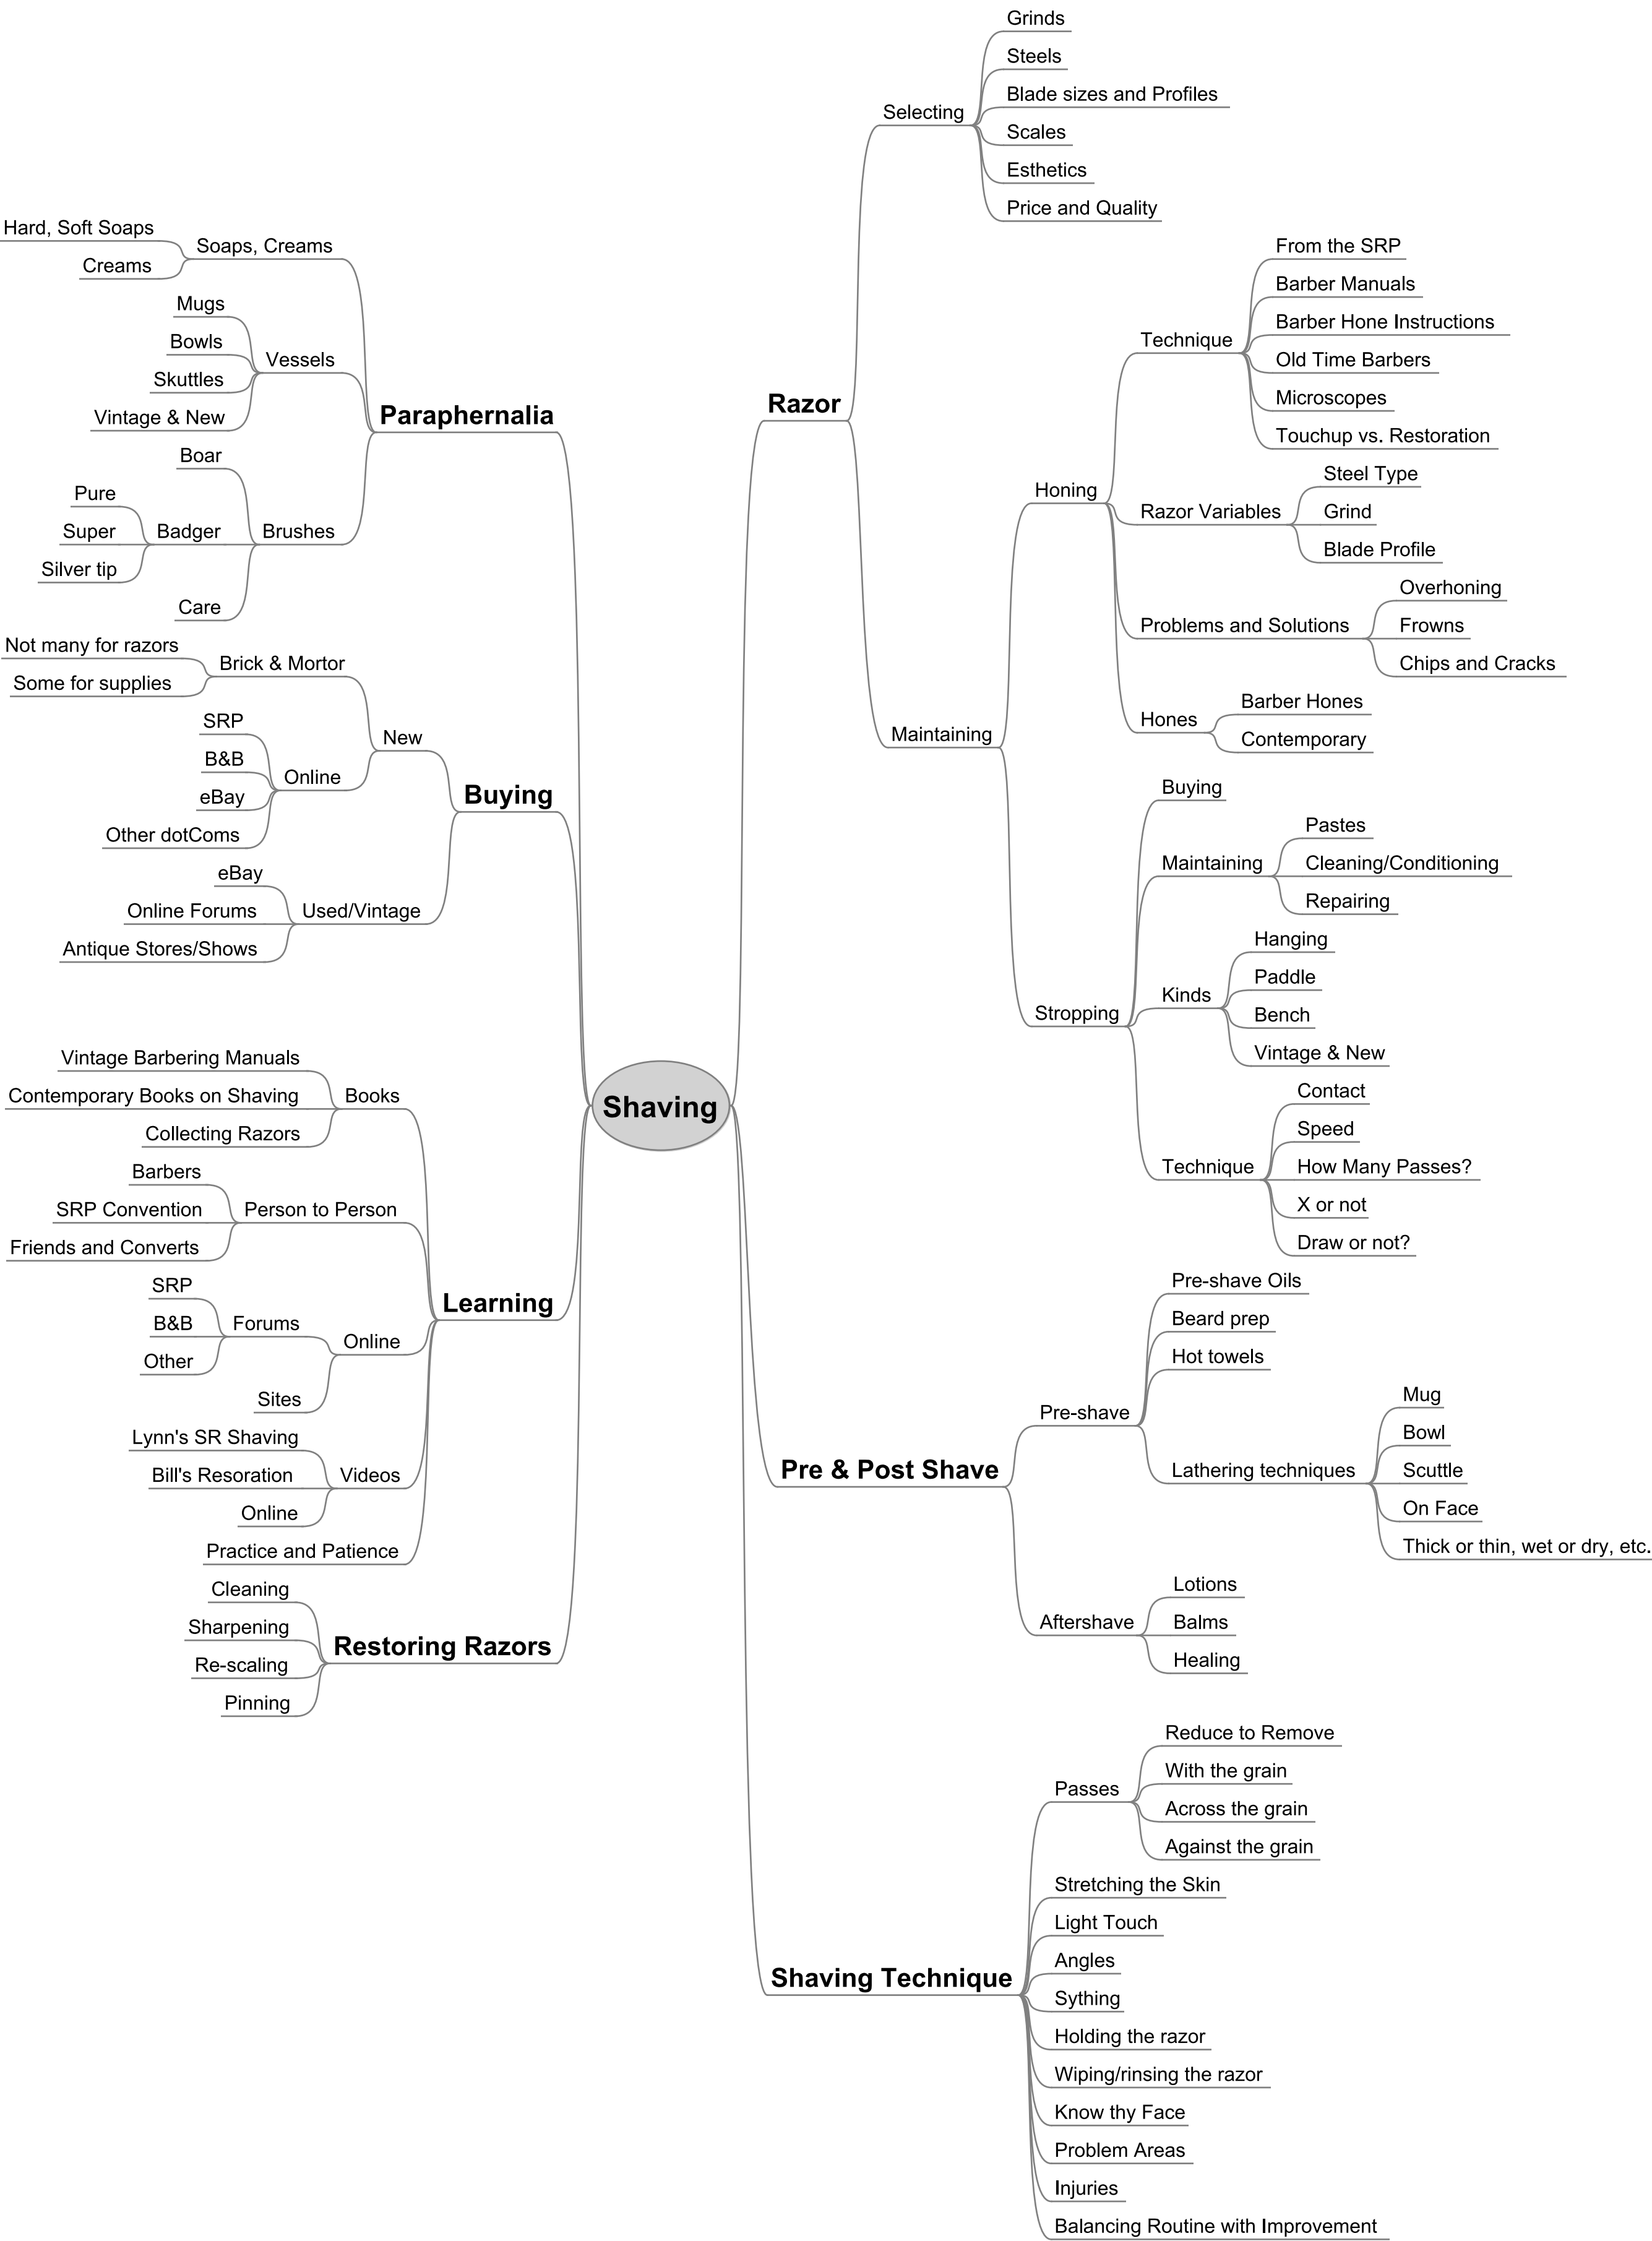 Shaving
Razor
Selecting
Grinds
Steels
Blade sizes and Profiles
Scales
Esthetics
Price and Quality
Maintaining
Honing
Technique
From the SRP
Barber Manuals
Barber Hone Instructions
Old Time Barbers
Microscopes
Touchup vs. Restoration
Razor Variables
Steel Type
Grind
Blade Profile
Problems and Solutions
Overhoning
Frowns
Chips and Cracks
Hones
Barber Hones
Contemporary
Stropping
Buying
Maintaining
Pastes
Cleaning/Conditioning
Repairing
Kinds
Hanging
Paddle
Bench
Vintage & New
Technique
Contact
Speed
How Many Passes?
X or not
Draw or not?
Pre & Post Shave
Pre-shave
Pre-shave Oils
Beard prep
Hot towels
Lathering techniques
Mug
Bowl
Scuttle
On Face
Thick or thin, wet or dry, etc.
Aftershave
Lotions
Balms
Healing
Shaving Technique
Passes
Reduce to Remove
With the grain
Across the grain
Against the grain
Stretching the Skin
Light Touch
Angles
Sything
Holding the razor
Wiping/rinsing the razor
Know thy Face
Problem Areas
Injuries
Balancing Routine with Improvement
Paraphernalia
Soaps, Creams
Hard, Soft Soaps
Creams
Vessels
Mugs
Bowls
Skuttles
Vintage & New
Brushes
Boar
Badger
Pure
Super
Silver tip
Care
Buying
New
Brick & Mortor
Not many for razors
Some for supplies
Online
SRP
B&B
eBay
Other dotComs
Used/Vintage
eBay
Online Forums
Antique Stores/Shows
Learning
Books
Vintage Barbering Manuals
Contemporary Books on Shaving
Collecting Razors
Person to Person
Barbers
SRP Convention
Friends and Converts
Online
Forums
SRP
B&B
Other
Sites
Videos
Lynn's SR Shaving
Bill's Resoration
Online
Practice and Patience
Restoring Razors
Cleaning
Sharpening
Re-scaling
Pinning